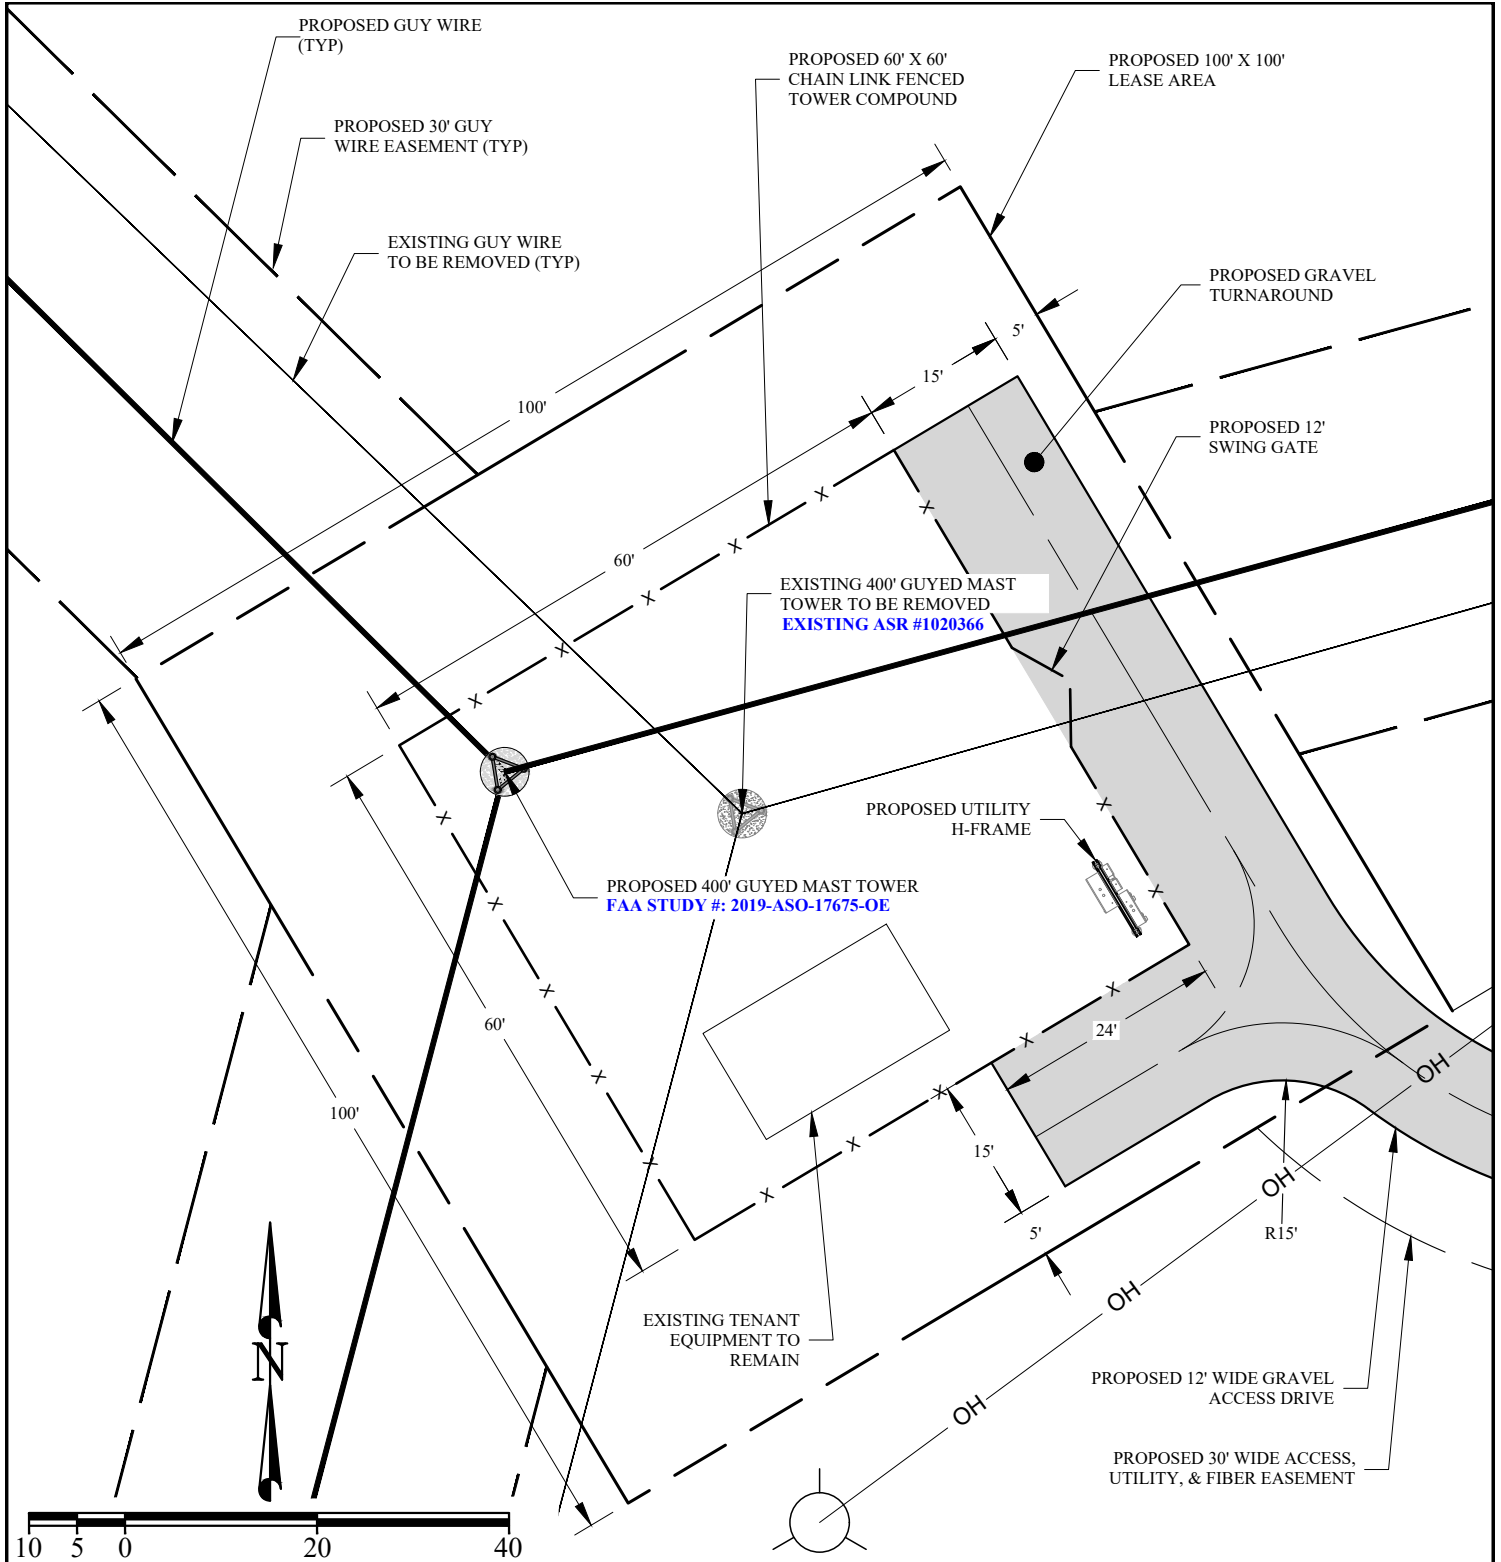 PROPOSED GUY WIRE
(TYP)
PROPOSED 60' X 60'
CHAIN LINK FENCED
TOWER COMPOUND
PROPOSED 100' X 100'
LEASE AREA
PROPOSED 30' GUY
WIRE EASEMENT (TYP)
EXISTING GUY WIRE
TO BE REMOVED (TYP)
PROPOSED GRAVEL
TURNAROUND
5'
15'
100'
PROPOSED 12'
SWING GATE
X
X
X
X
X
X
X
60'
EXISTING 400' GUYED MAST
TOWER TO BE REMOVED
EXISTING ASR #1020366
PROPOSED UTILITY
H-FRAME
X
X
PROPOSED 400' GUYED MAST TOWER
FAA STUDY #: 2019-ASO-17675-OE
X
X
X
X
X
60'
24'
X
X
X
X
X
100'
15'
5'
R15'
OH
OH
OH
OH
EXISTING TENANT
EQUIPMENT TO
REMAIN
PROPOSED 12' WIDE GRAVEL
ACCESS DRIVE
PROPOSED 30' WIDE ACCESS,
UTILITY, & FIBER EASEMENT
N
10 5 0 20 40